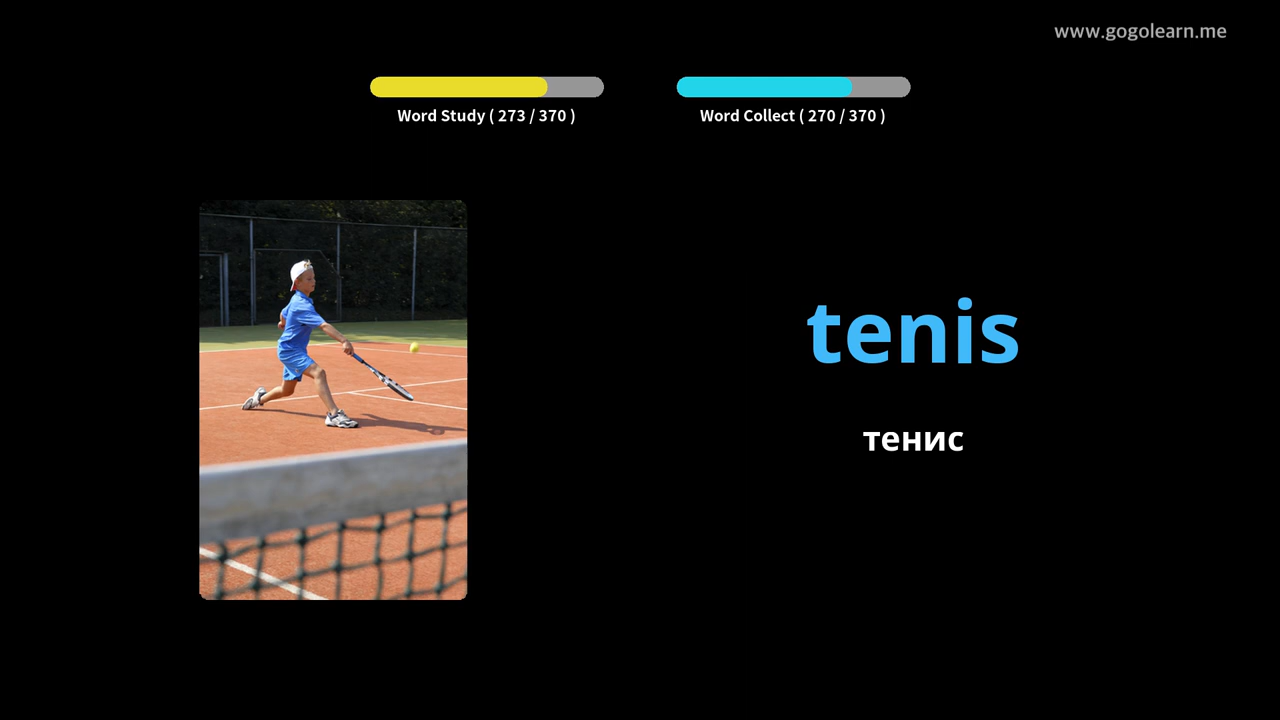 www.gogolearn.me
Word Study ( 273 / 370 )
Word Collect ( 270 / 370 )
tenis
тенис